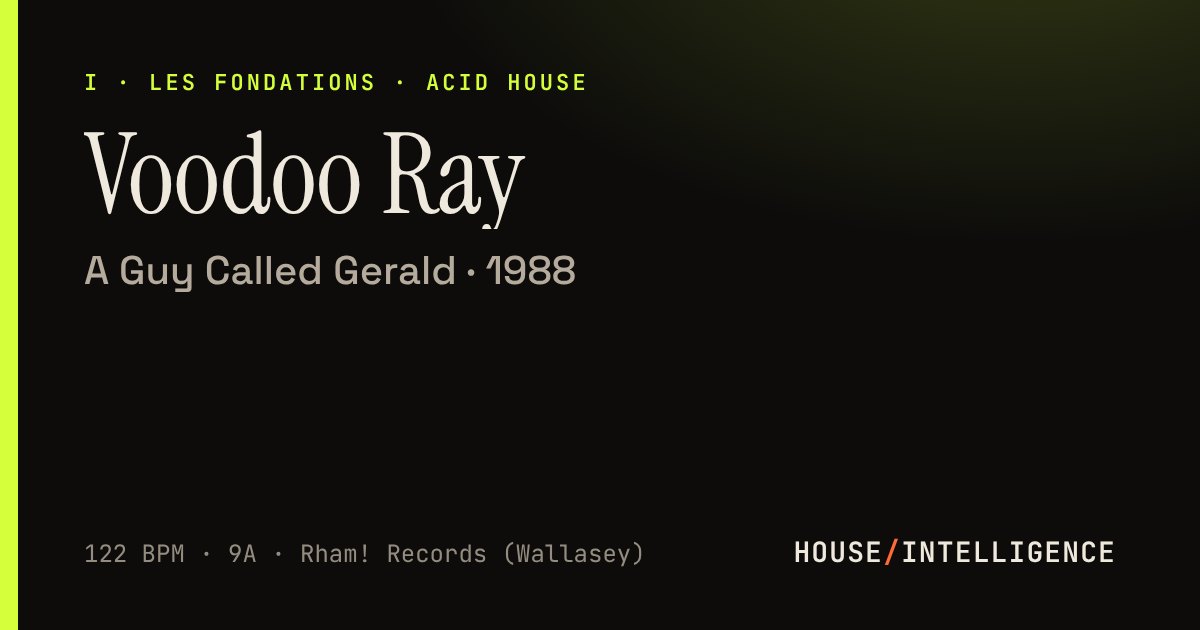 I · LES FONDATIONS · ACID HOUSE
Voodoo Ray
A Guy Called Gerald · 1988
122 BPM · 9A · Rham! Records (Wallasey)
HOUSE/INTELLIGENCE